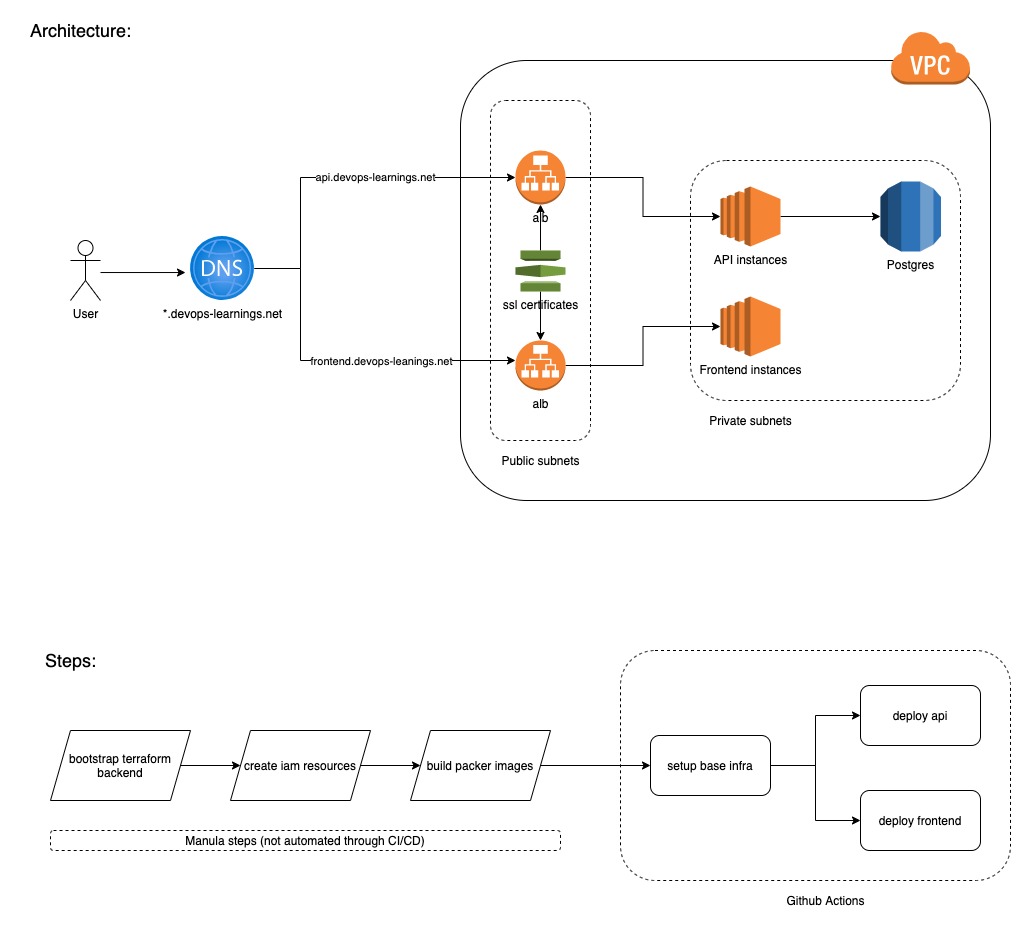 Architecture:
VPC
api.devops-learnings.net
alb
API instances
Postgres
DNS
User
*.devops-learnings.net
ssl certificates
frontend.devops-leanings.net
Frontend instances
alb
Private subnets
Public subnets
Steps:
deploy api
bootstrap terraform
backend
create iam resources
build packer images
setup base infra
deploy frontend
Manula steps (not automated through CI/CD)
Github Actions